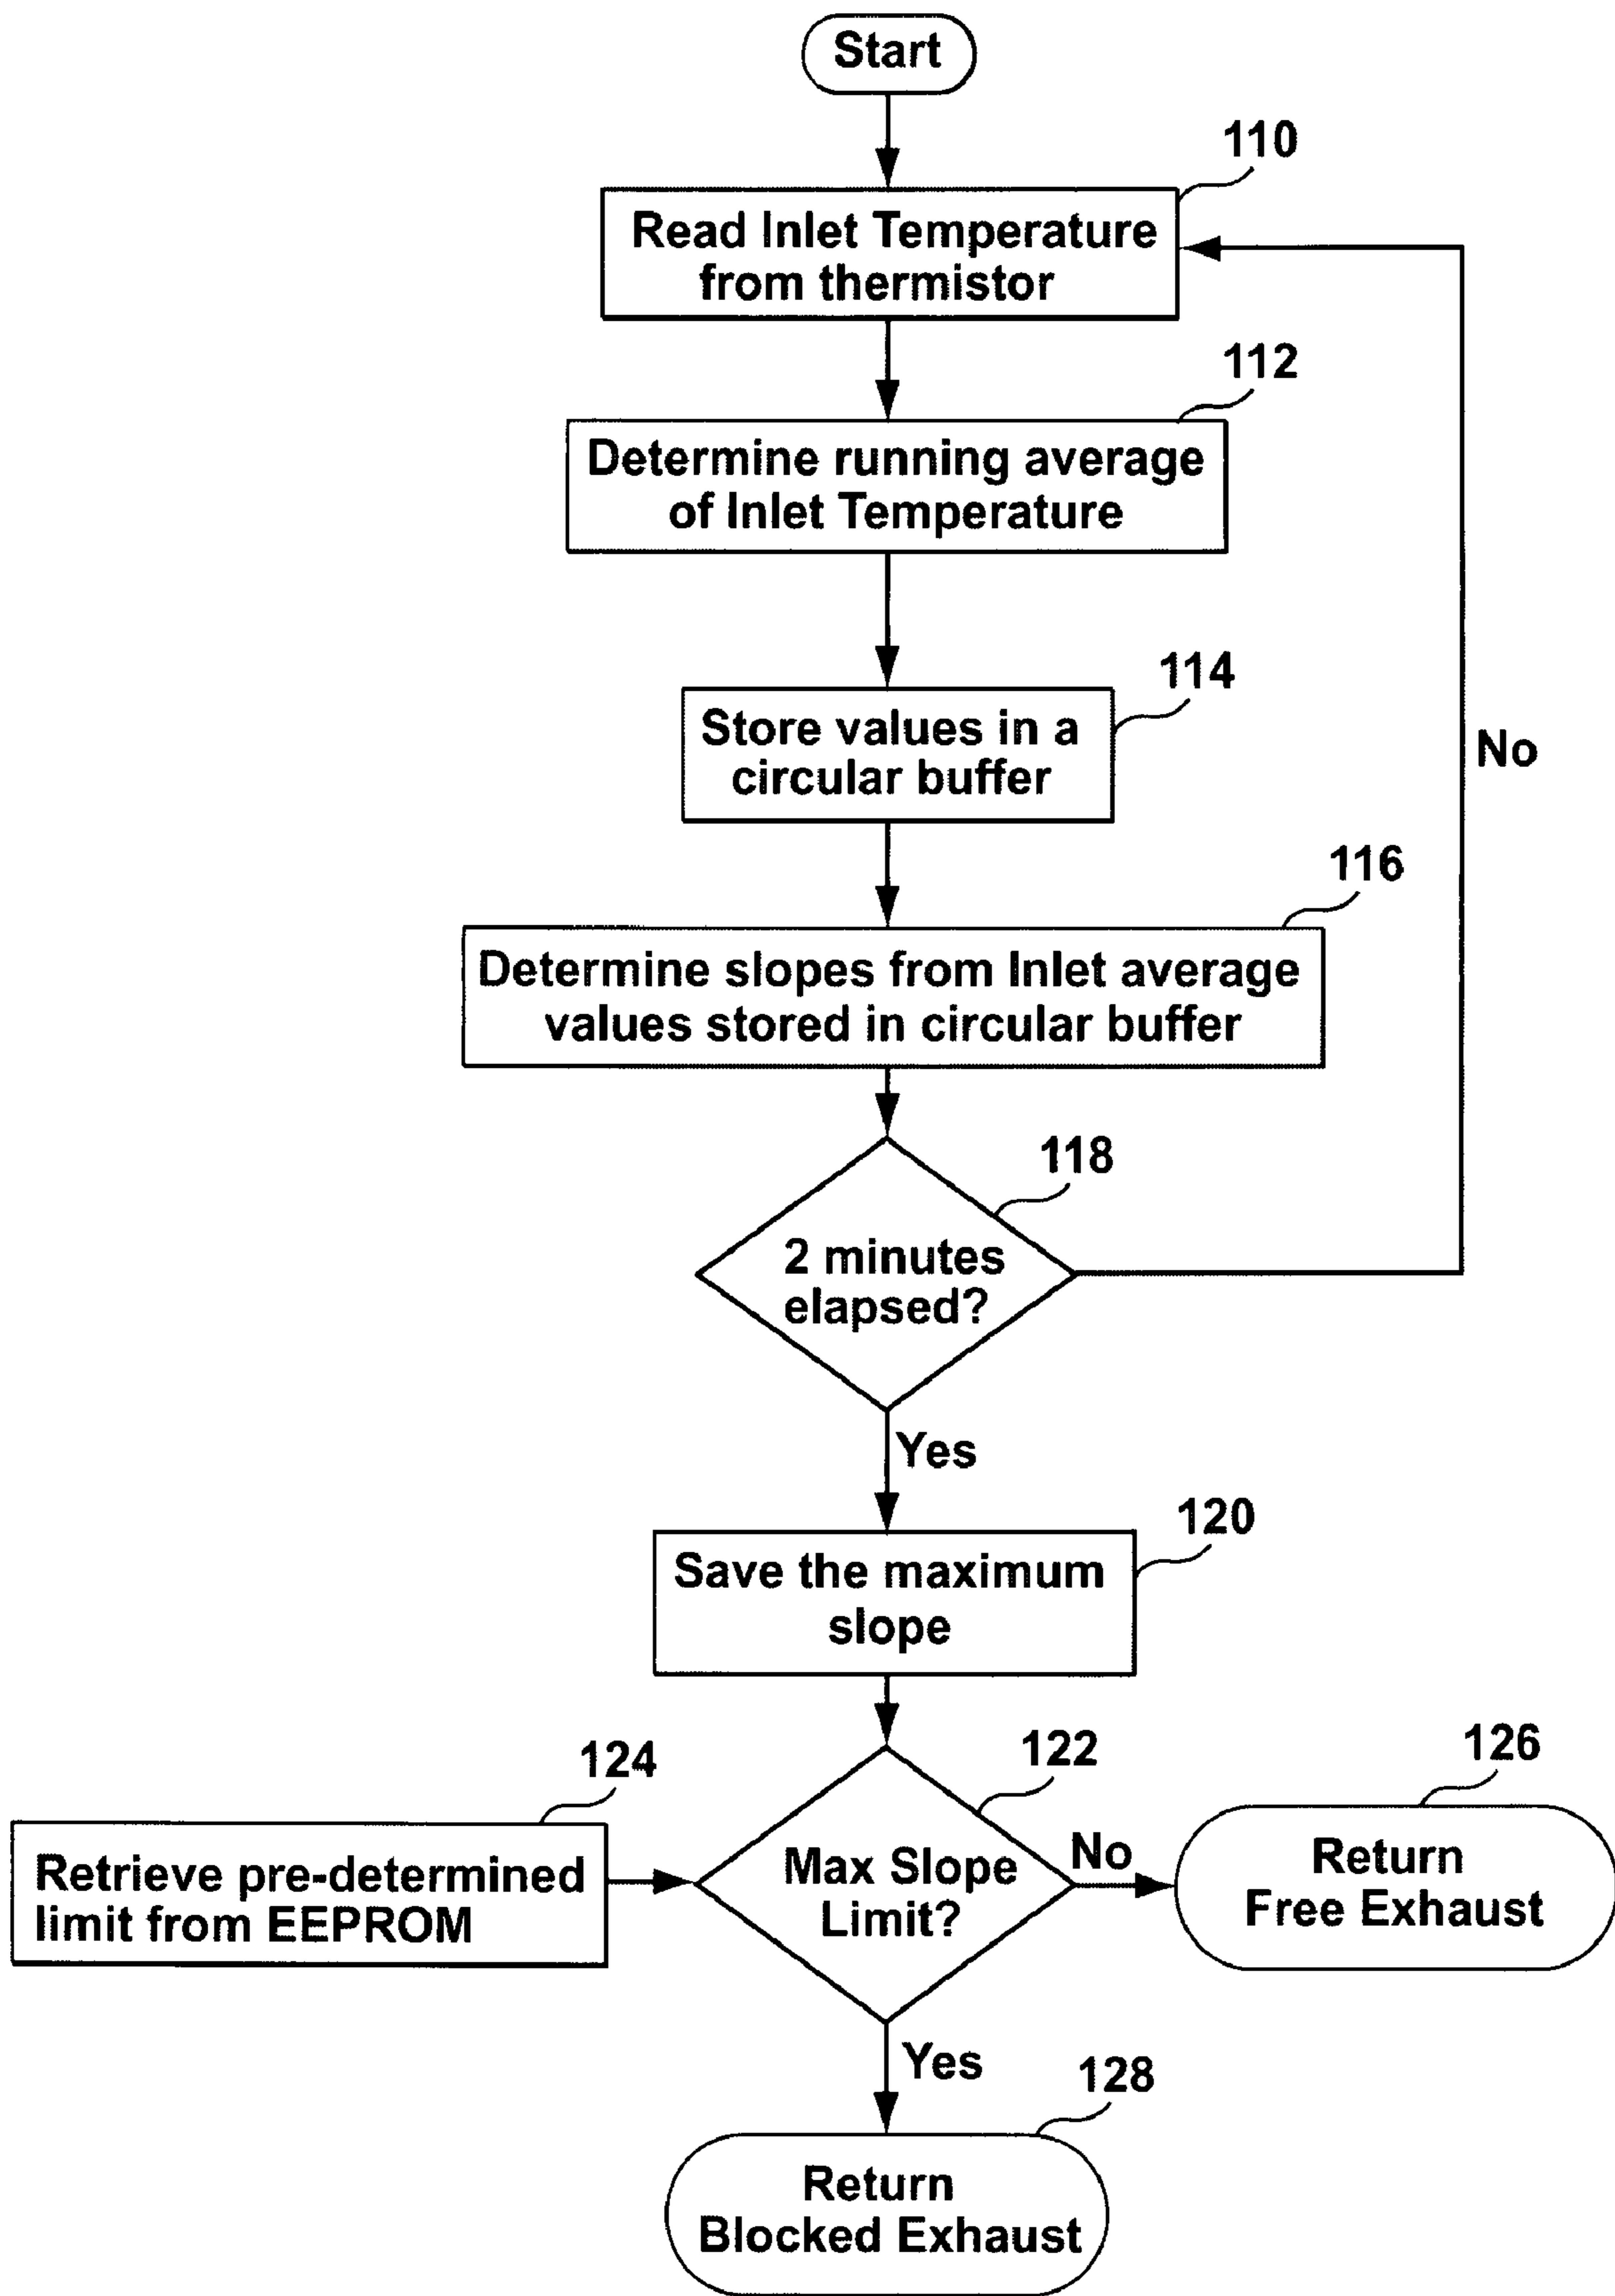 Start
110
Read Inlet Temperature
from thermistor
112
Determine running average
of Inlet Temperature
114
Store values in a
circular buffer
No
116
Determine slopes from Inlet average
values stored in circular buffer
118
2 minutes
elapsed?
Yes
120
Save the maximum
slope
124
Retrieve pre-determined
limit from EEPROM
122
Max Slope
Limit?
No
126
Return
Free Exhaust
Yes
128
Return
Blocked Exhaust